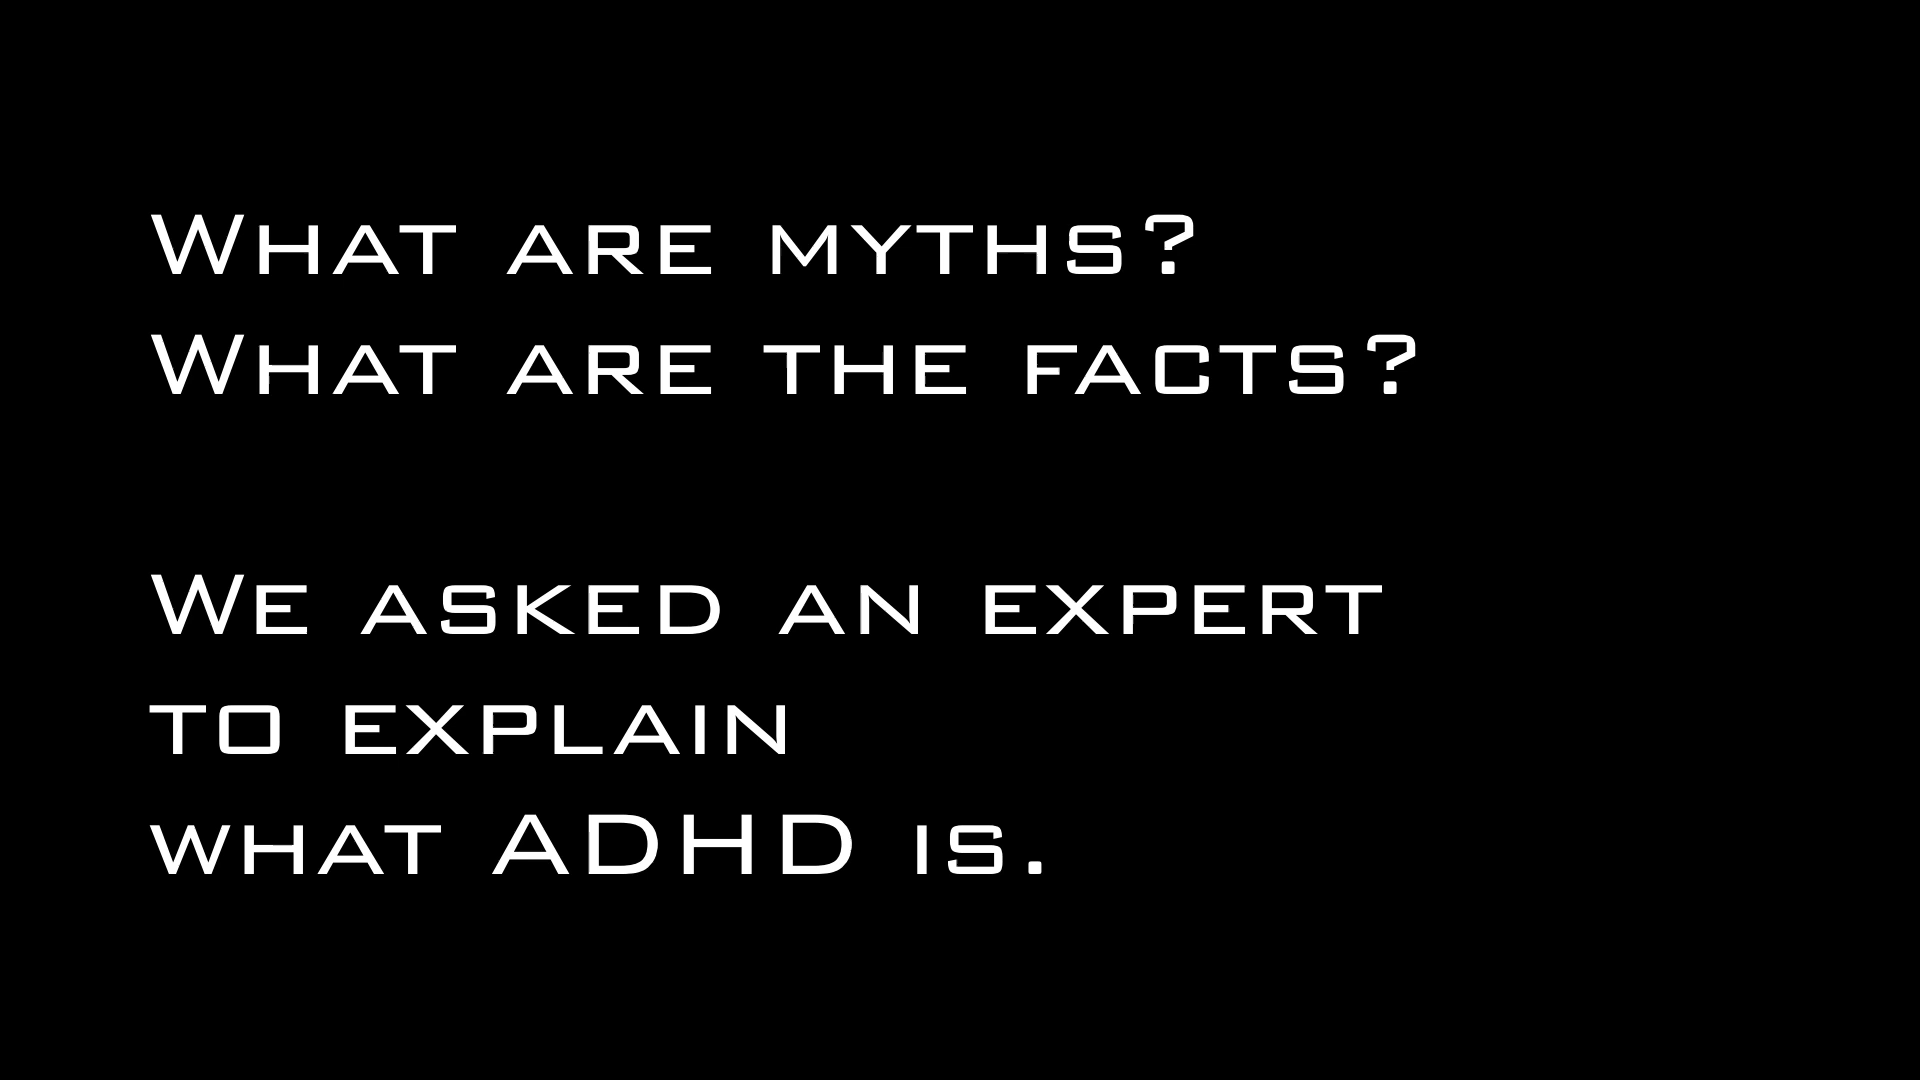 What are myths?
What are the facts?
We asked an expert
to explain
what ADHD is.